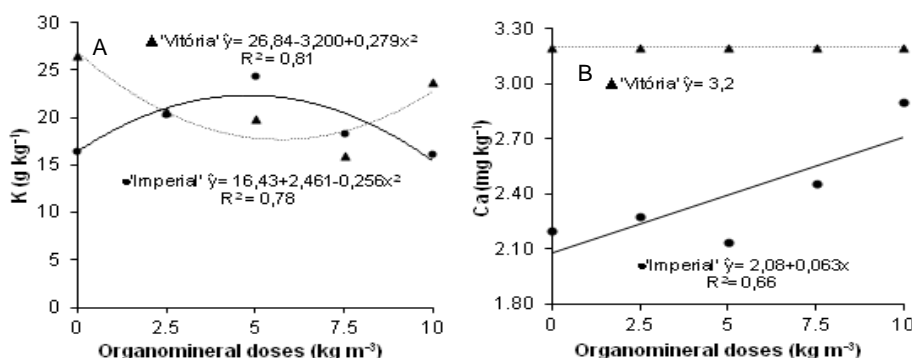 A
▲ 'Vitória' ŷ= 26,84-3,200+0,279x²
R² = 0,81
•'Imperial' ŷ = 16,43+2,461-0,256x²
R² = 0,78
K (g kg⁻¹)
30
25
20
15
10
5
0
0 2.5 5 7.5 10
Organomineral doses (kg m⁻³)
B
▲ 'Vitória' ŷ= 3,2
•'Imperial' ŷ = 2,08+0,063x
R²= 0,66
Ca (mg kg⁻¹)
3.30
3.00
2.70
2.40
2.10
1.80
0 2.5 5 7.5 10
Organomineral doses (kg m⁻³)